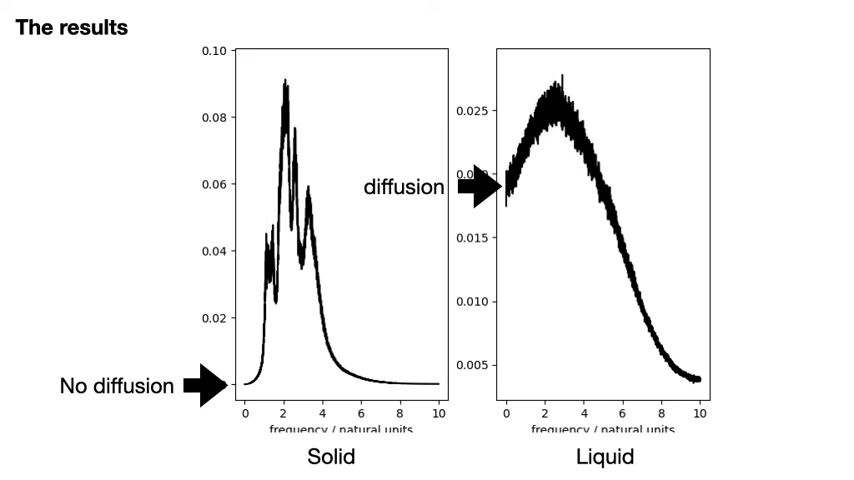 The results
0.10
0.08
0.06
0.04
0.02
0 2 4 6 8 10
frequency / natural units
Solid
No diffusion
0.025
0.015
0.010
0.005
0 2 4 6 8 10
frequency / natural units
Liquid
diffusion